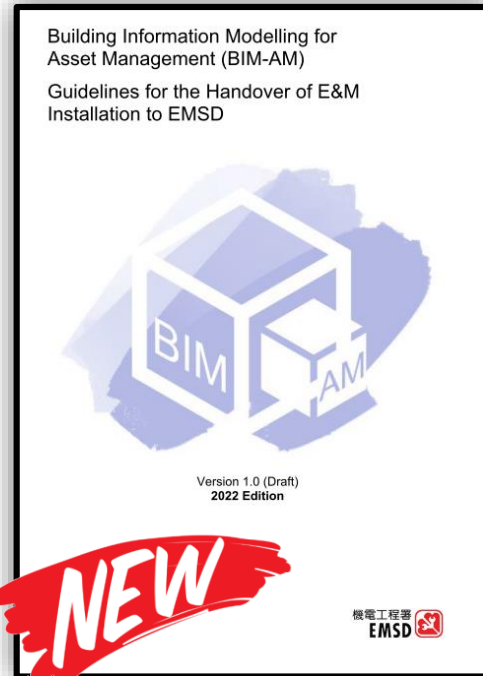 Building Information Modelling for
Asset Management (BIM-AM)
Guidelines for the Handover of E&M
Installation to EMSD
BIM
AM
Version 1.0 (Draft)
2022 Edition
NEW
機電工程署
EMSD